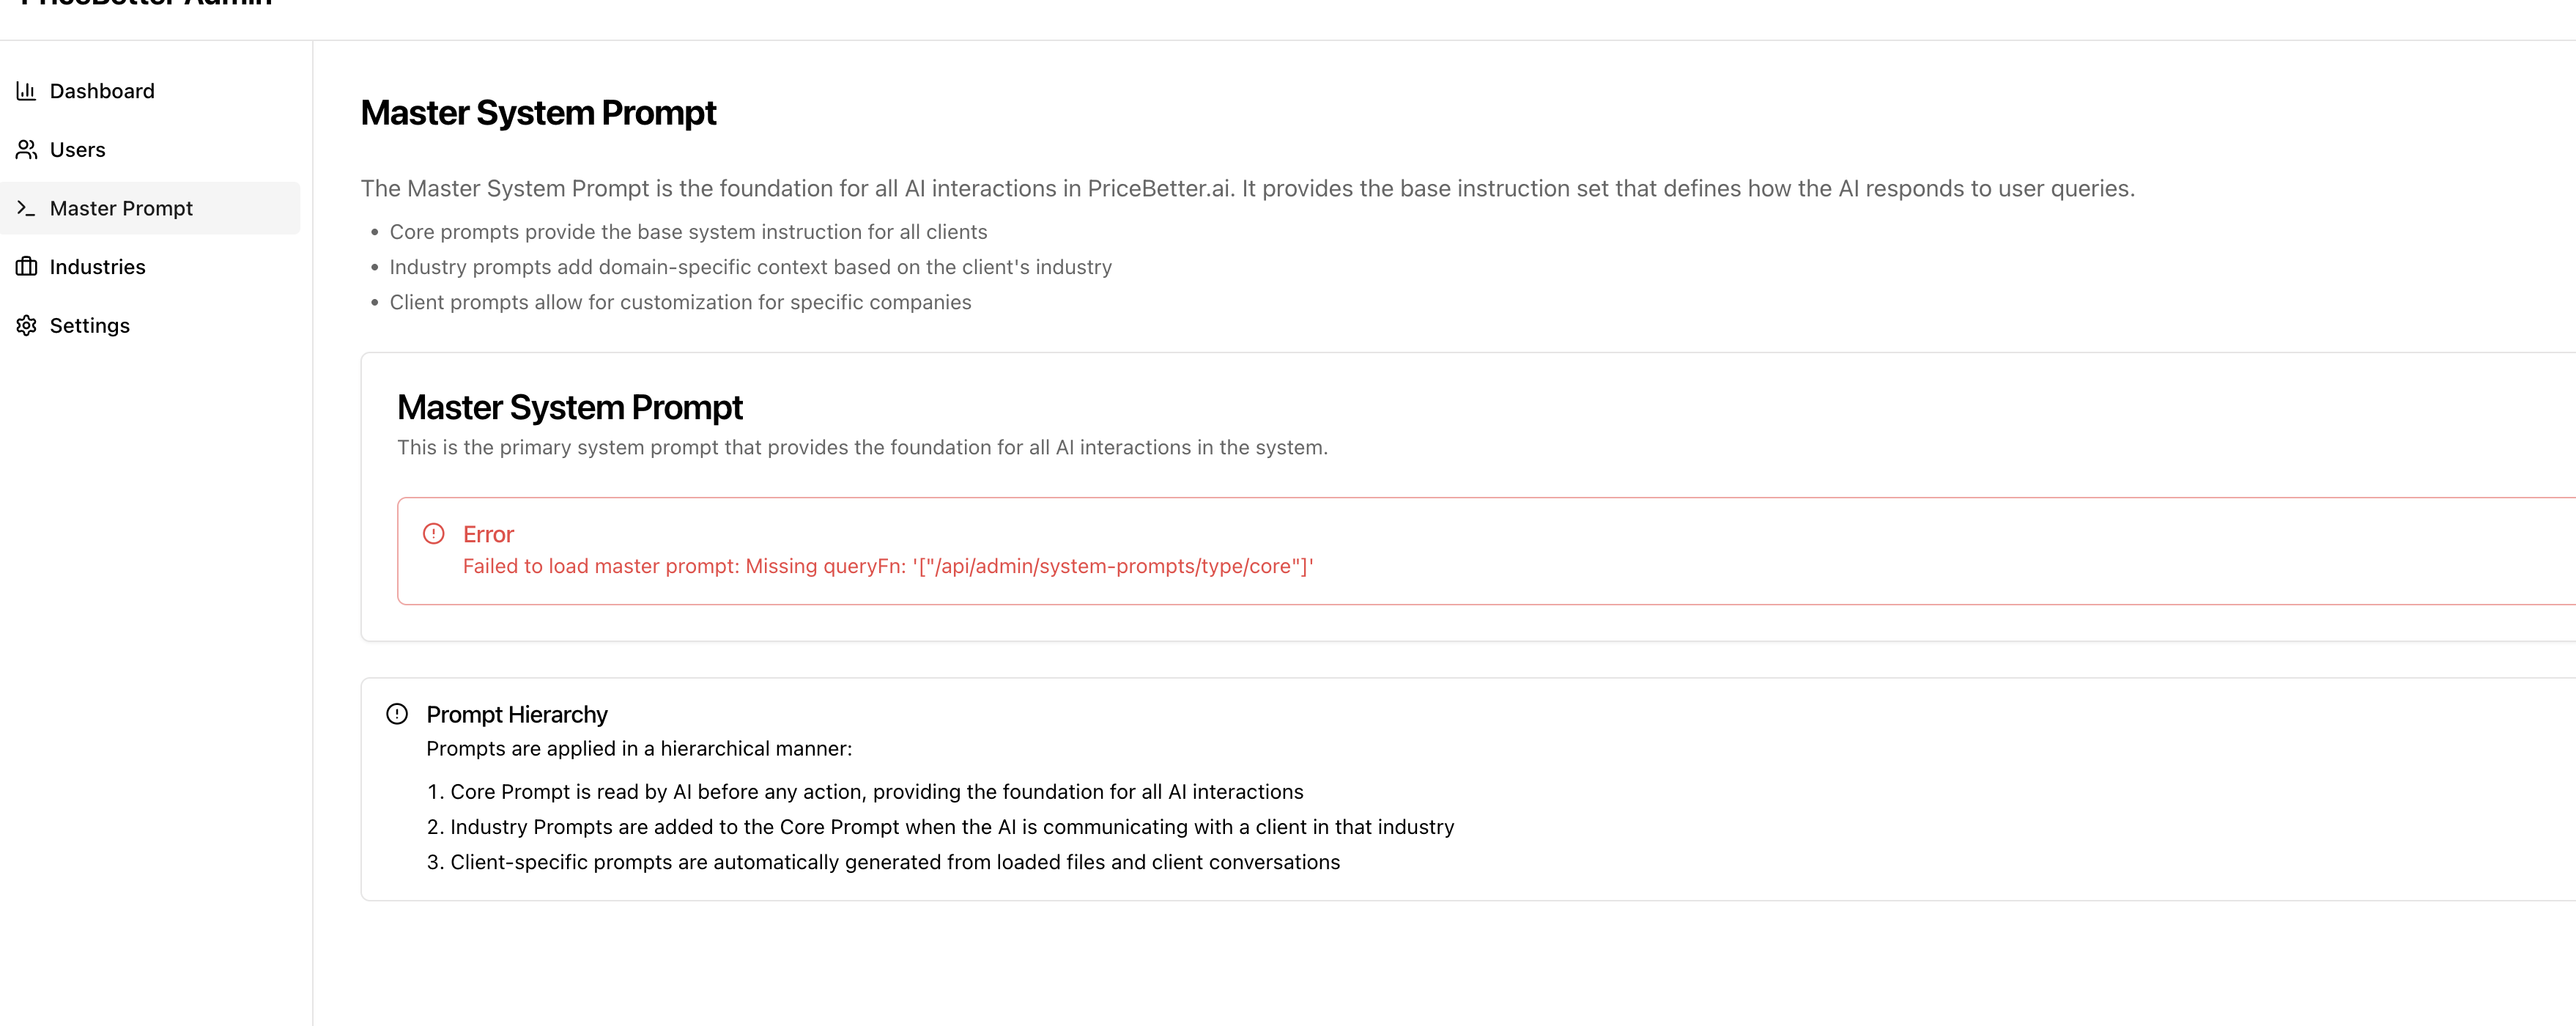 PriceBetter Admin
Dashboard
Users
Master Prompt
Industries
Settings
Master System Prompt
The Master System Prompt is the foundation for all AI interactions in PriceBetter.ai. It provides the base instruction set that defines how the AI responds to user queries.
• Core prompts provide the base system instruction for all clients
• Industry prompts add domain-specific context based on the client's industry
• Client prompts allow for customization for specific companies
Master System Prompt
This is the primary system prompt that provides the foundation for all AI interactions in the system.
Error
Failed to load master prompt: Missing queryFn: '["/api/admin/system-prompts/type/core"]'
Prompt Hierarchy
Prompts are applied in a hierarchical manner:
1. Core Prompt is read by AI before any action, providing the foundation for all AI interactions
2. Industry Prompts are added to the Core Prompt when the AI is communicating with a client in that industry
3. Client-specific prompts are automatically generated from loaded files and client conversations